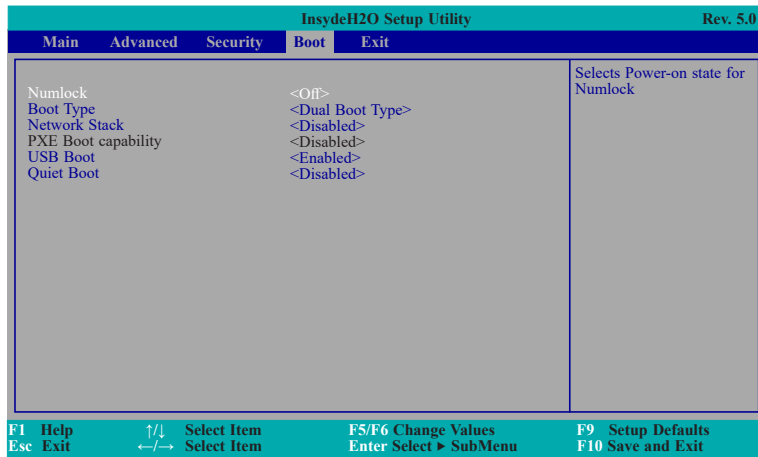 InsydeH2O Setup Utility Rev. 5.0
Main Advanced Security Boot Exit
Numlock <Off>
Boot Type <Dual Boot Type>
Network Stack <Disabled>
PXE Boot capability <Disabled>
USB Boot <Enabled>
Quiet Boot <Disabled>
Selects Power-on state for
Numlock
F1 Help ↑/↓ Select Item F5/F6 Change Values F9 Setup Defaults
Esc Exit ←/→ Select Item Enter Select ► SubMenu F10 Save and Exit